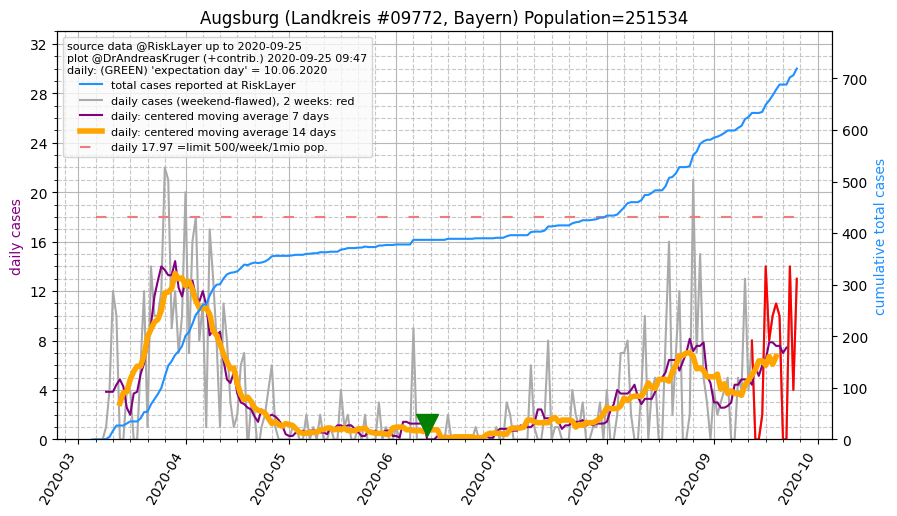 Augsburg (Landkreis #09772, Bayern) Population=251534
source data @RiskLayer up to 2020-09-25
plot @DrAndreasKruger (+contrib.) 2020-09-25 09:47
daily: (GREEN) 'expectation day' = 10.06.2020
total cases reported at RiskLayer
daily cases (weekend-flawed), 2 weeks: red
daily: centered moving average 7 days
daily: centered moving average 14 days
daily 17.97 =limit 500/week/1mio pop.
daily cases
32
28
24
20
16
12
8
4
0
cumulative total cases
700
600
500
400
300
200
100
0
2020-03
2020-04
2020-05
2020-06
2020-07
2020-08
2020-09
2020-10